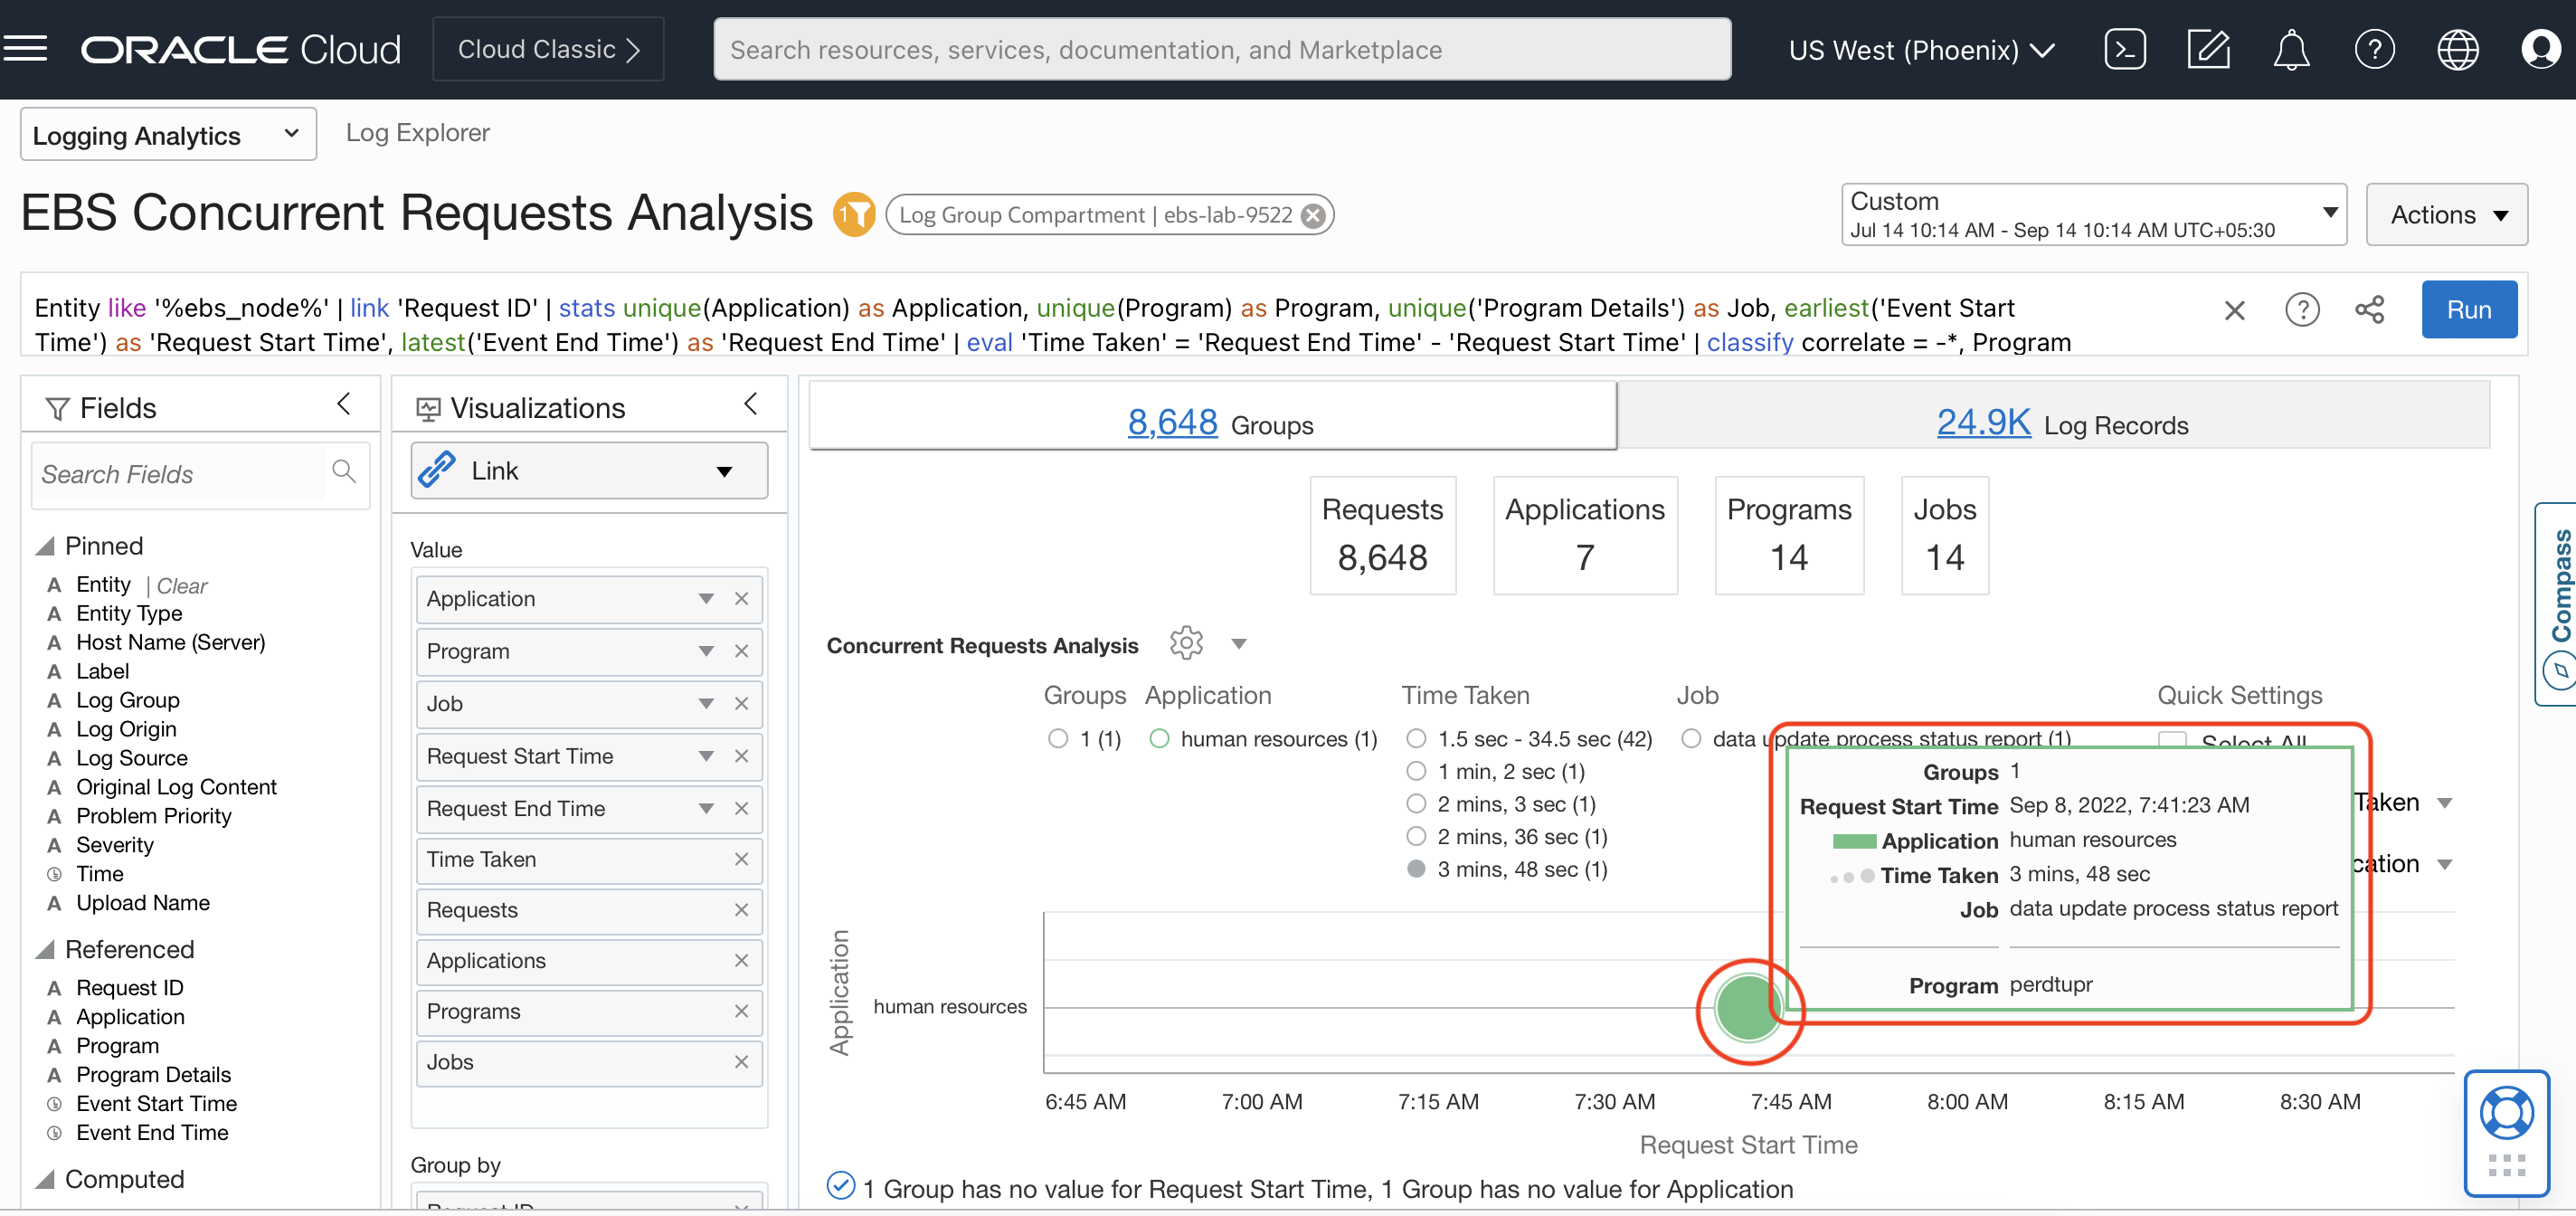 ORACLE Cloud
Cloud Classic
Search resources, services, documentation, and Marketplace
US West (Phoenix)
Logging Analytics
Log Explorer
EBS Concurrent Requests Analysis
1
Log Group Compartment | ebs-lab-9522
Custom
Jul 14 10:14 AM - Sep 14 10:14 AM UTC+05:30
Actions
Entity like '%ebs_node%' | link 'Request ID' | stats unique(Application) as Application, unique(Program) as Program, unique('Program Details') as Job, earliest('Event Start
Time') as 'Request Start Time', latest('Event End Time') as 'Request End Time' | eval 'Time Taken' = 'Request End Time' - 'Request Start Time' | classify correlate = -*, Program
Run
Fields
Search Fields
Pinned
Entity | Clear
Entity Type
Host Name (Server)
Label
Log Group
Log Origin
Log Source
Original Log Content
Problem Priority
Severity
Time
Upload Name
Referenced
Request ID
Application
Program
Program Details
Event Start Time
Event End Time
Computed
Visualizations
Link
Value
Application
Program
Job
Request Start Time
Request End Time
Time Taken
Requests
Applications
Programs
Jobs
Group by
Request ID
8,648 Groups
24.9K Log Records
Requests
8,648
Applications
7
Programs
14
Jobs
14
Concurrent Requests Analysis
Groups
1 (1)
Application
human resources (1)
Time Taken
1.5 sec - 34.5 sec (42)
1 min, 2 sec (1)
2 mins, 3 sec (1)
2 mins, 36 sec (1)
3 mins, 48 sec (1)
Job
data update process status report (1)
Quick Settings
Select All
Taken
Groups 1
Request Start Time Sep 8, 2022, 7:41:23 AM
Application human resources
Time Taken 3 mins, 48 sec
Job data update process status report
Program perdtupr
Application
human resources
6:45 AM 7:00 AM 7:15 AM 7:30 AM 7:45 AM 8:00 AM 8:15 AM 8:30 AM
Request Start Time
1 Group has no value for Request Start Time, 1 Group has no value for Application
Compass